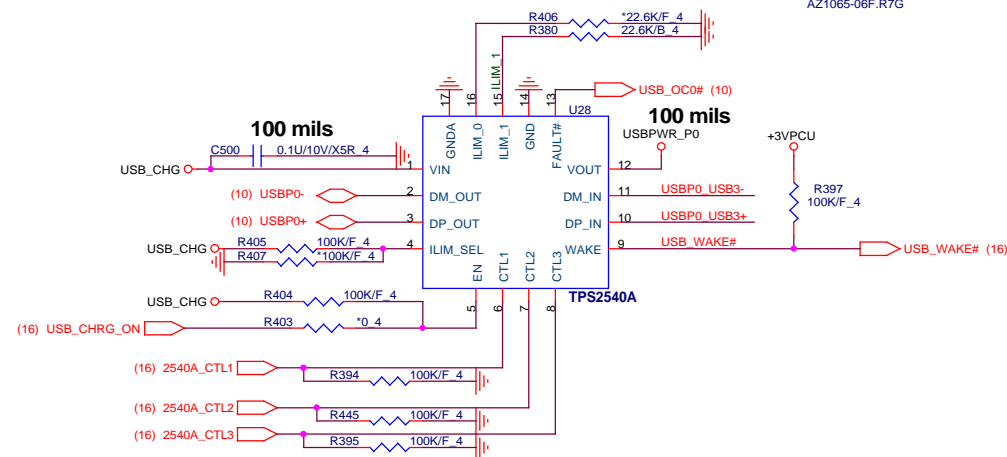 AZ1065-06F.R7G
R406 *22.6K/F_4
R380 22.6K/B_4
ILIM_1
17 16 15 14 13
USB_OC0# (10)
U28
100 mils
100 mils
GNDA ILIM_0 ILIM_1 GND FAULT#
USBPWR_P0
+3VPCU
C500 0.1U/10V/X5R_4
USB_CHG 1 VIN VOUT 12
R397
100K/F_4
(10) USBP0- 2 DM_OUT DM_IN 11 USBP0_USB3-
(10) USBP0+ 3 DP_OUT DP_IN 10 USBP0_USB3+
USB_CHG R405 100K/F_4 4 ILIM_SEL WAKE 9 USB_WAKE# USB_WAKE# (16)
R407 *100K/F_4
EN CTL1 CTL2 CTL3
TPS2540A
USB_CHG R404 100K/F_4
5 6 7 8
(16) USB_CHRG_ON R403 *0_4
(16) 2540A_CTL1
R394 100K/F_4
(16) 2540A_CTL2
R445 100K/F_4
(16) 2540A_CTL3
R395 100K/F_4